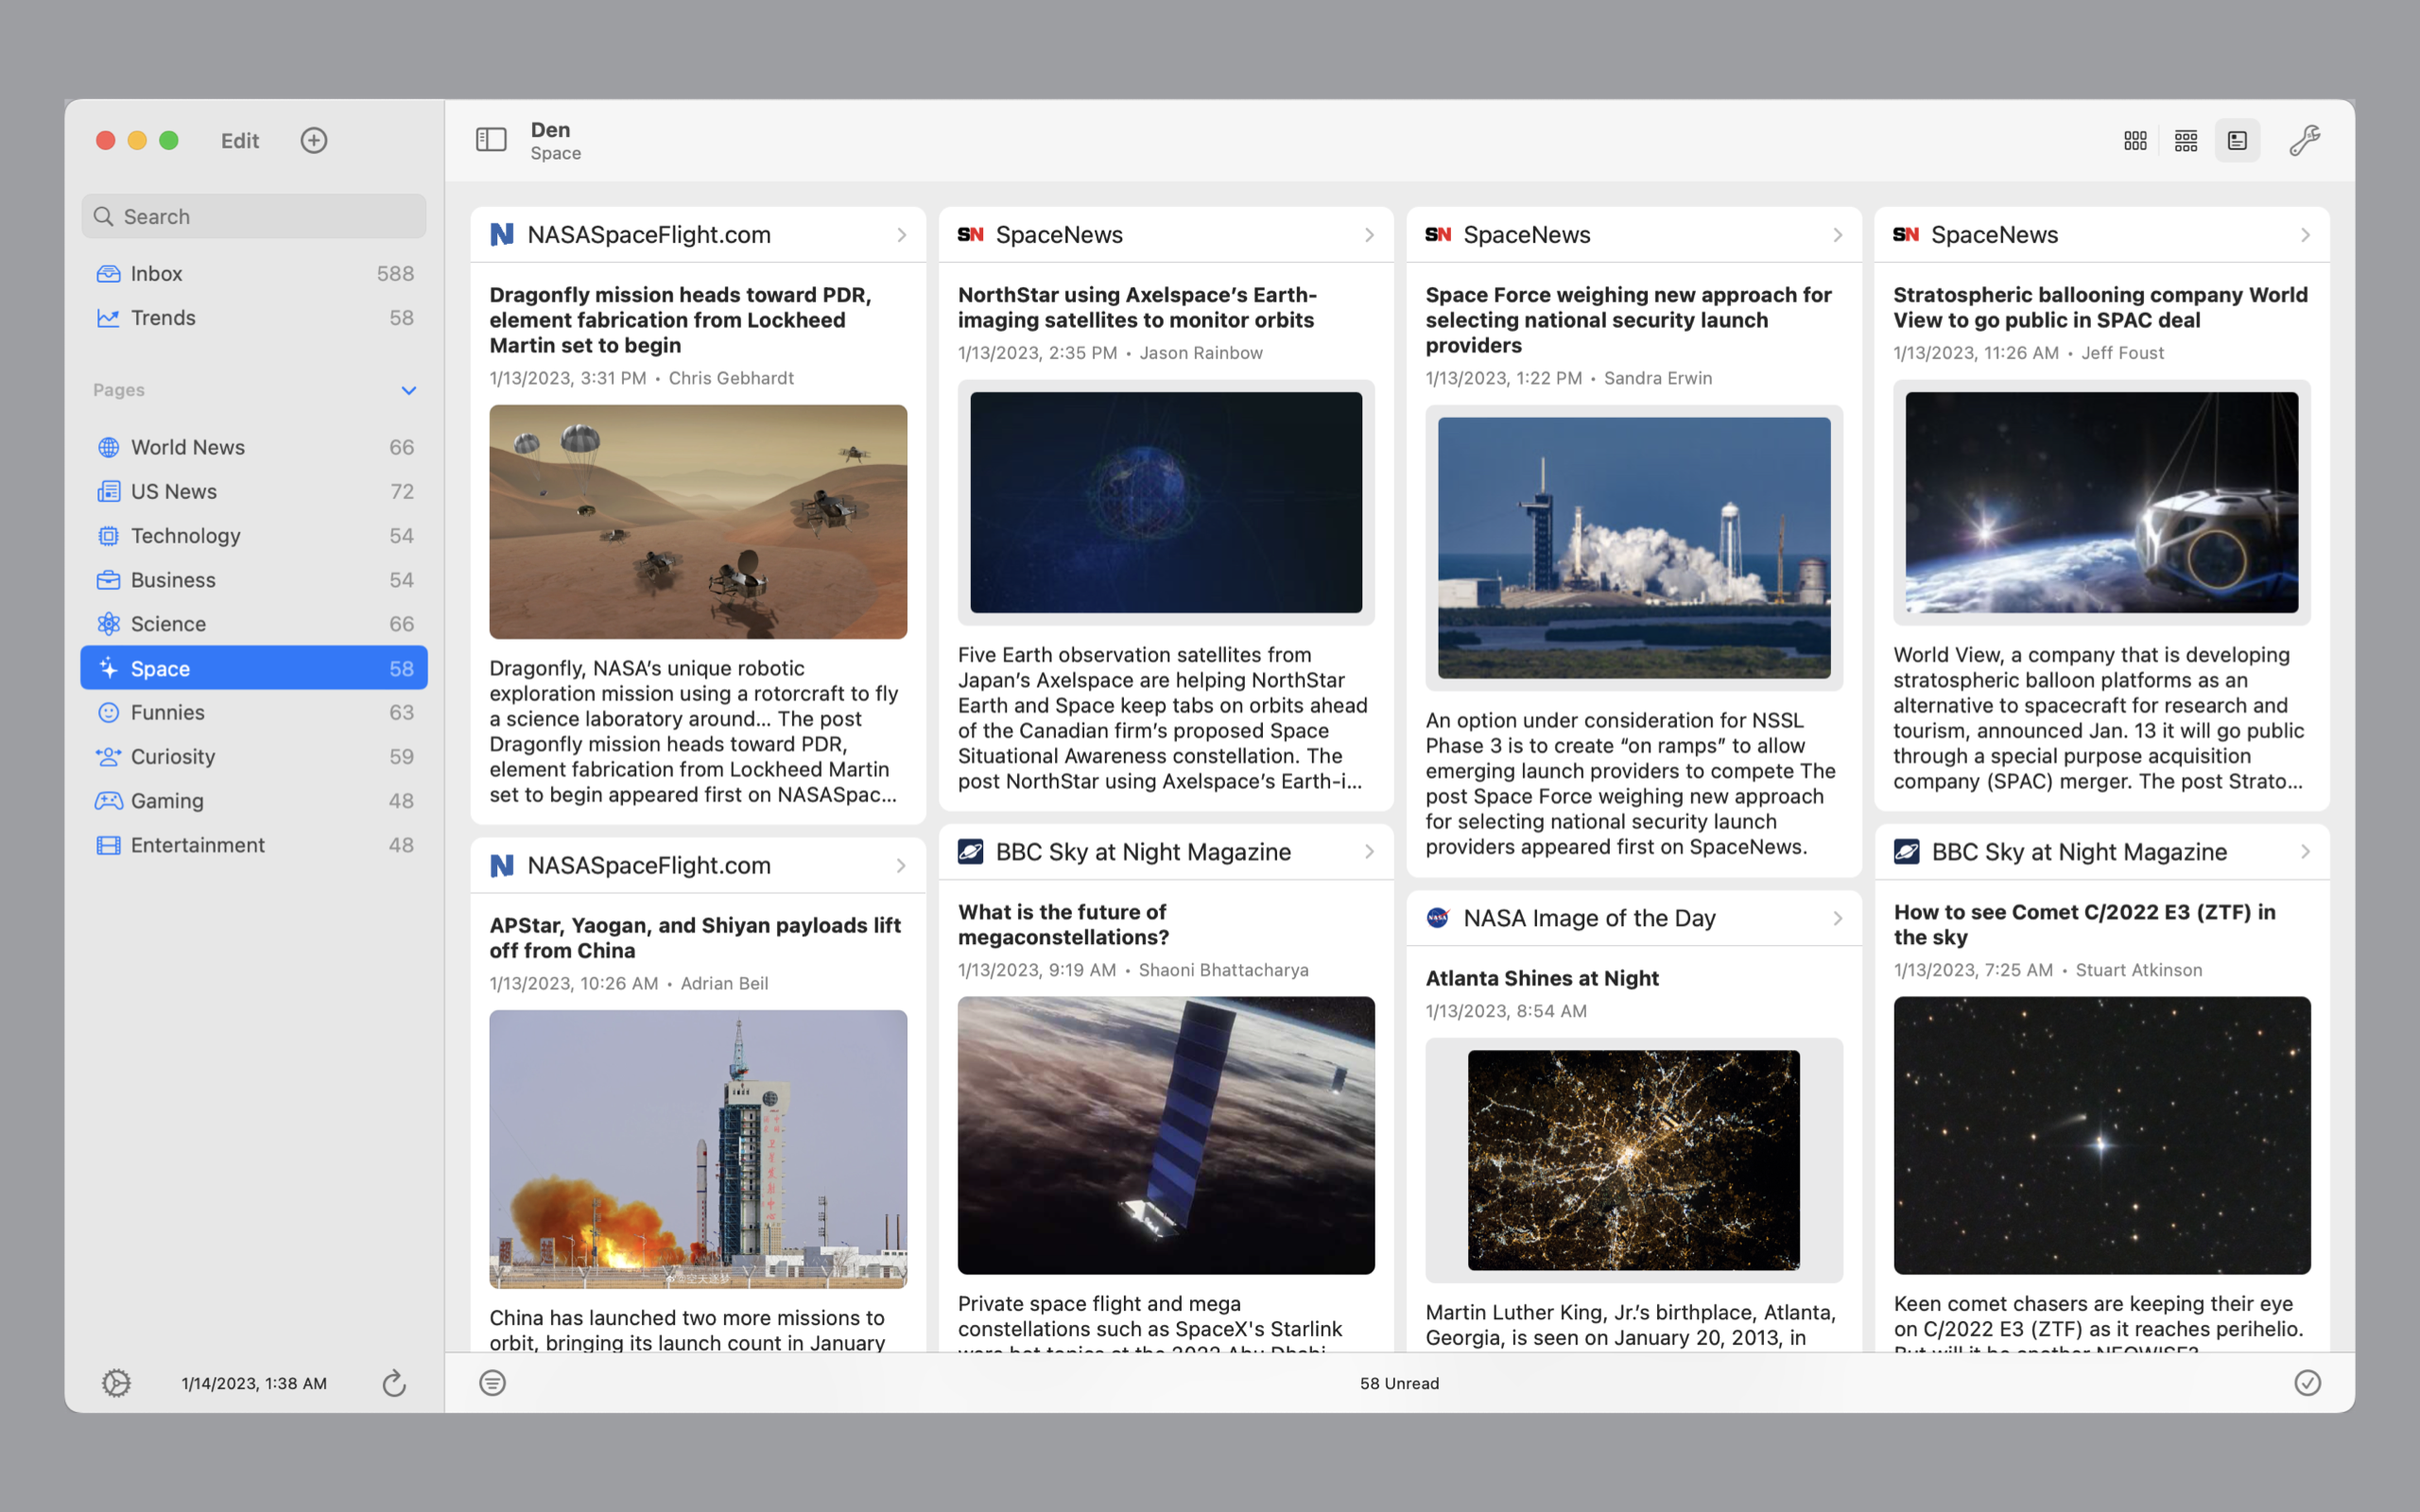 Edit
Search
Inbox 588
Trends 58
Pages
World News 66
US News 72
Technology 54
Business 54
Science 66
Space 58
Funnies 63
Curiosity 59
Gaming 48
Entertainment 48
1/14/2023, 1:38 AM
Den
Space
NASASpaceFlight.com
Dragonfly mission heads toward PDR,
element fabrication from Lockheed
Martin set to begin
1/13/2023, 3:31 PM • Chris Gebhardt
Dragonfly, NASA’s unique robotic
exploration mission using a rotorcraft to fly
a science laboratory around... The post
Dragonfly mission heads toward PDR,
element fabrication from Lockheed Martin
set to begin appeared first on NASASpac...
NASASpaceFlight.com
APStar, Yaogan, and Shiyan payloads lift
off from China
1/13/2023, 10:26 AM • Adrian Beil
China has launched two more missions to
orbit, bringing its launch count in January
SN SpaceNews
NorthStar using Axelspace’s Earth-
imaging satellites to monitor orbits
1/13/2023, 2:35 PM • Jason Rainbow
Five Earth observation satellites from
Japan’s Axelspace are helping NorthStar
Earth and Space keep tabs on orbits ahead
of the Canadian firm’s proposed Space
Situational Awareness constellation. The
post NorthStar using Axelspace’s Earth-i...
BBC Sky at Night Magazine
What is the future of
megaconstellations?
1/13/2023, 9:19 AM • Shaoni Bhattacharya
Private space flight and mega
constellations such as SpaceX's Starlink
were hot topics at the 2022 Abu Dhabi
SN SpaceNews
Space Force weighing new approach for
selecting national security launch
providers
1/13/2023, 1:22 PM • Sandra Erwin
An option under consideration for NSSL
Phase 3 is to create “on ramps” to allow
emerging launch providers to compete The
post Space Force weighing new approach
for selecting national security launch
providers appeared first on SpaceNews.
NASA Image of the Day
Atlanta Shines at Night
1/13/2023, 8:54 AM
Martin Luther King, Jr.’s birthplace, Atlanta,
Georgia, is seen on January 20, 2013, in
SN SpaceNews
Stratospheric ballooning company World
View to go public in SPAC deal
1/13/2023, 11:26 AM • Jeff Foust
World View, a company that is developing
stratospheric balloon platforms as an
alternative to spacecraft for research and
tourism, announced Jan. 13 it will go public
through a special purpose acquisition
company (SPAC) merger. The post Strato...
BBC Sky at Night Magazine
How to see Comet C/2022 E3 (ZTF) in
the sky
1/13/2023, 7:25 AM • Stuart Atkinson
Keen comet chasers are keeping their eye
on C/2022 E3 (ZTF) as it reaches perihelio.
But will it be another NEOWISE?
58 Unread